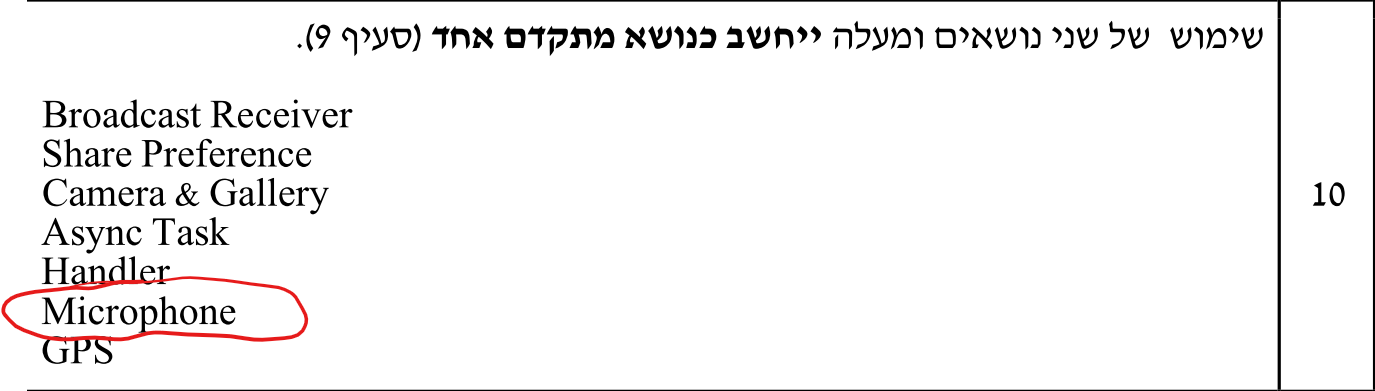 שימוש של שני נושאים ומעלה ייחשב כנושא מתקדם אחד (סעיף 9).
10
Broadcast Receiver
Share Preference
Camera & Gallery
Async Task
Handler
Microphone
GPS